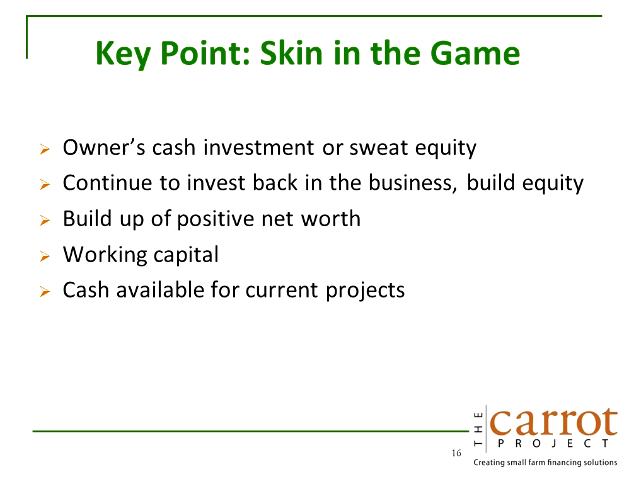 Key Point: Skin in the Game
Owner’s cash investment or sweat equity
Continue to invest back in the business, build equity
Build up of positive net worth
Working capital
Cash available for current projects
16
THE
carrot
PROJECT
Creating small farm financing solutions